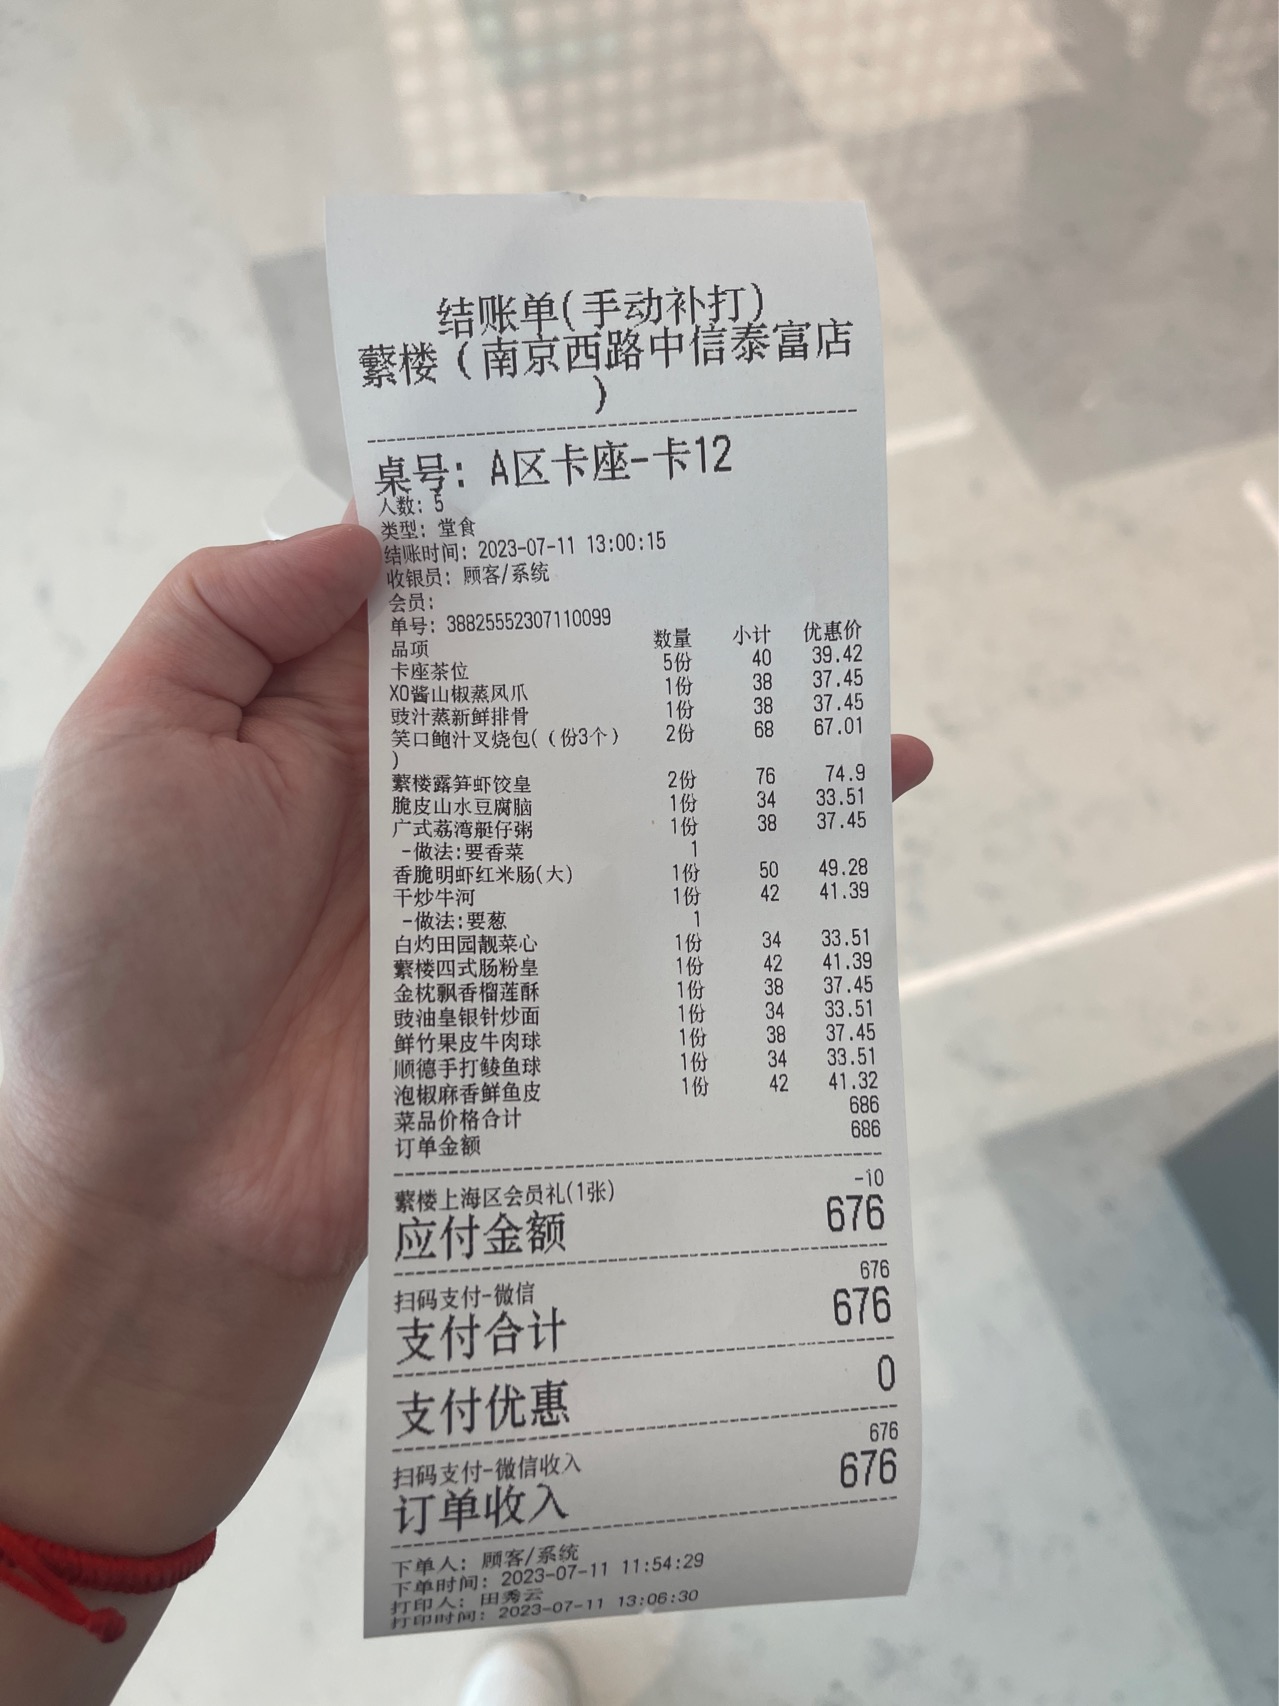 结账单(手动补打)
蘩楼（南京西路中信泰富店
）
桌号：A区卡座-卡12
人数：5
类型：堂食
结账时间：2023-07-11 13:00:15
收银员：顾客/系统
会员：
单号：38825552307110099
品项 数量 小计 优惠价
卡座茶位 5份 40 39.42
XO酱山椒蒸凤爪 1份 38 37.45
豉汁蒸新鲜排骨 1份 38 37.45
笑口鲍汁叉烧包(（份3个） 2份 68 67.01
)
蘩楼露笋虾饺皇 2份 76 74.9
脆皮山水豆腐脑 1份 34 33.51
广式荔湾艇仔粥 1份 38 37.45
-做法:要香菜 1
香脆明虾红米肠(大) 1份 50 49.28
干炒牛河 1份 42 41.39
-做法:要葱 1
白灼田园靓菜心 1份 34 33.51
蘩楼四式肠粉皇 1份 42 41.39
金枕飘香榴莲酥 1份 38 37.45
豉油皇银针炒面 1份 34 33.51
鲜竹果皮牛肉球 1份 38 37.45
顺德手打鲮鱼球 1份 34 33.51
泡椒麻香鲜鱼皮 1份 42 41.32
菜品价格合计 686
订单金额 686
蘩楼上海区会员礼(1张) -10
应付金额 676
扫码支付-微信 676
支付合计 676
支付优惠 0
扫码支付-微信收入 676
订单收入 676
下单人：顾客/系统
下单时间：2023-07-11 11:54:29
打印人：田秀云
打印时间：2023-07-11 13:06:30